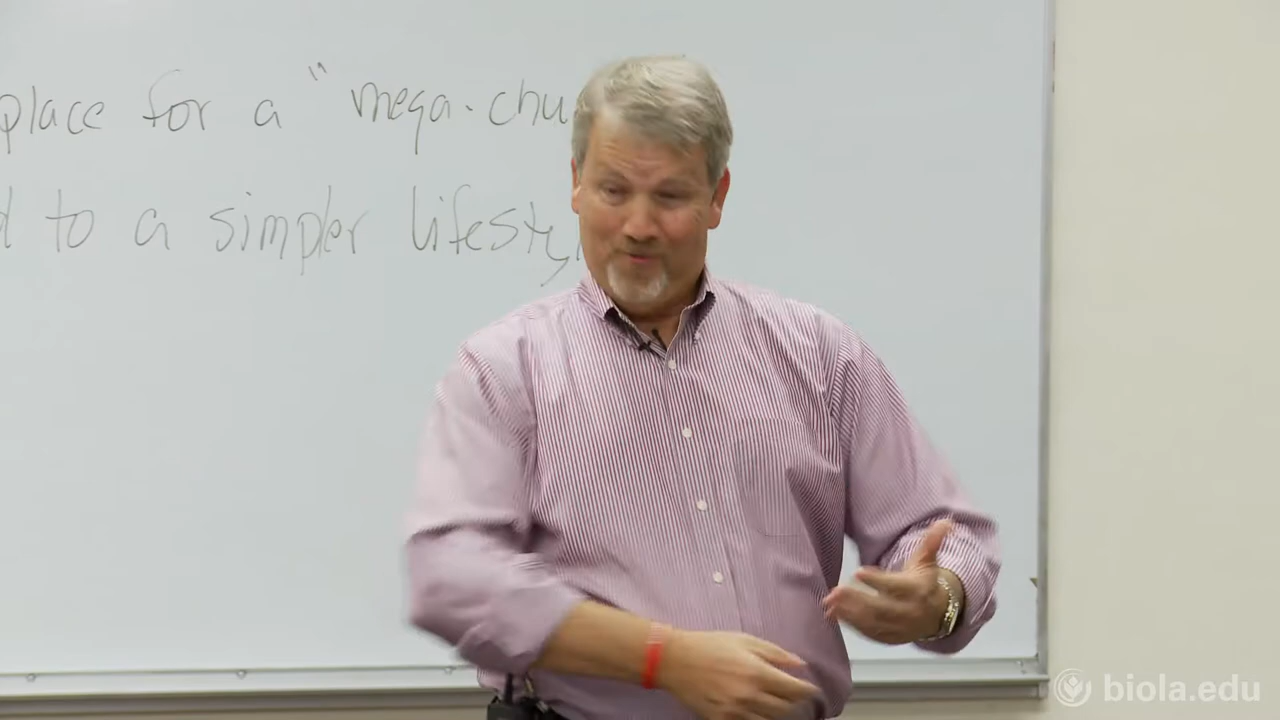 place for a "mega-chu
to a simpler lifesty
biola.edu